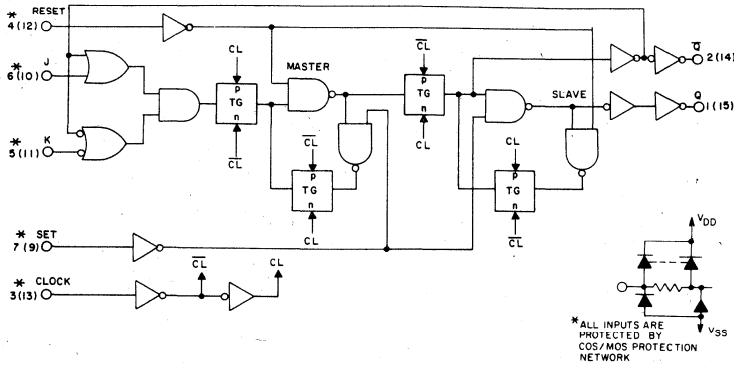 * RESET
4 (12)
* J
6 (10)
* K
5 (11)
CL
p
TG
n
CL
MASTER
CL
p
TG
n
CL
CL
p
TG
n
CL
SLAVE
CL
p
TG
n
CL
Q
2 (14)
Q
1 (15)
* SET
7 (9)
* CLOCK
3 (13)
CL
CL
VDD
VSS
* ALL INPUTS ARE
PROTECTED BY
COS/MOS PROTECTION
NETWORK